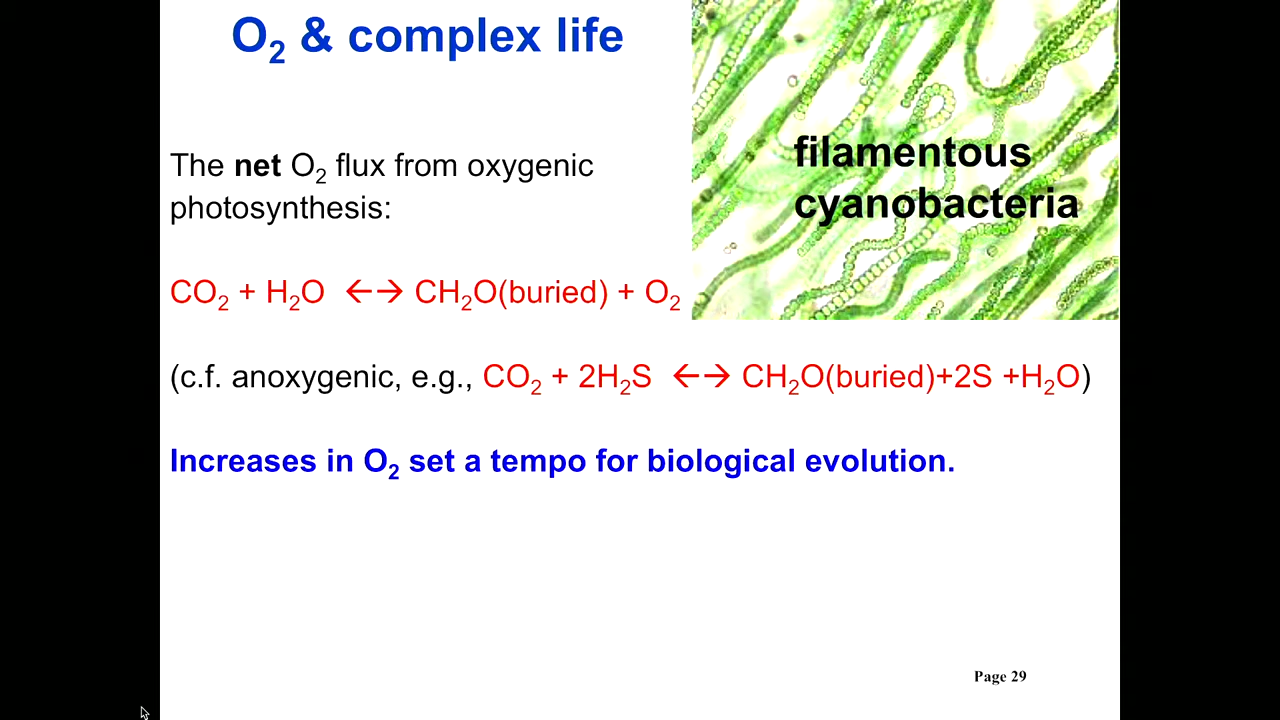 O₂ & complex life
filamentous
cyanobacteria
The net O₂ flux from oxygenic
photosynthesis:
CO₂ + H₂O ←→ CH₂O(buried) + O₂
(c.f. anoxygenic, e.g., CO₂ + 2H₂S ←→ CH₂O(buried)+2S +H₂O)
Increases in O₂ set a tempo for biological evolution.
Page 29